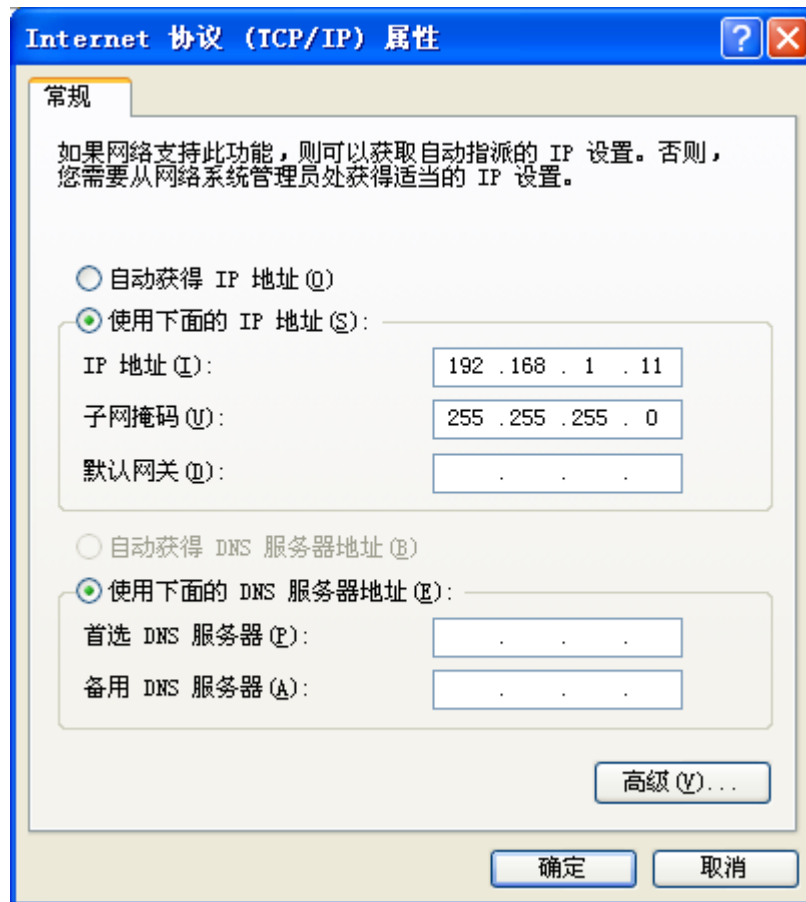 Internet 协议 (TCP/IP) 属性
常规
如果网络支持此功能，则可以获取自动指派的 IP 设置。否则，
您需要从网络系统管理员处获得适当的 IP 设置。
自动获得 IP 地址(O)
使用下面的 IP 地址(S):
IP 地址(I): 192 .168 . 1 . 11
子网掩码(U): 255 .255 .255 . 0
默认网关(D): . . .
自动获得 DNS 服务器地址(B)
使用下面的 DNS 服务器地址(E):
首选 DNS 服务器(P): . . .
备用 DNS 服务器(A): . . .
高级(V)...
确定 取消